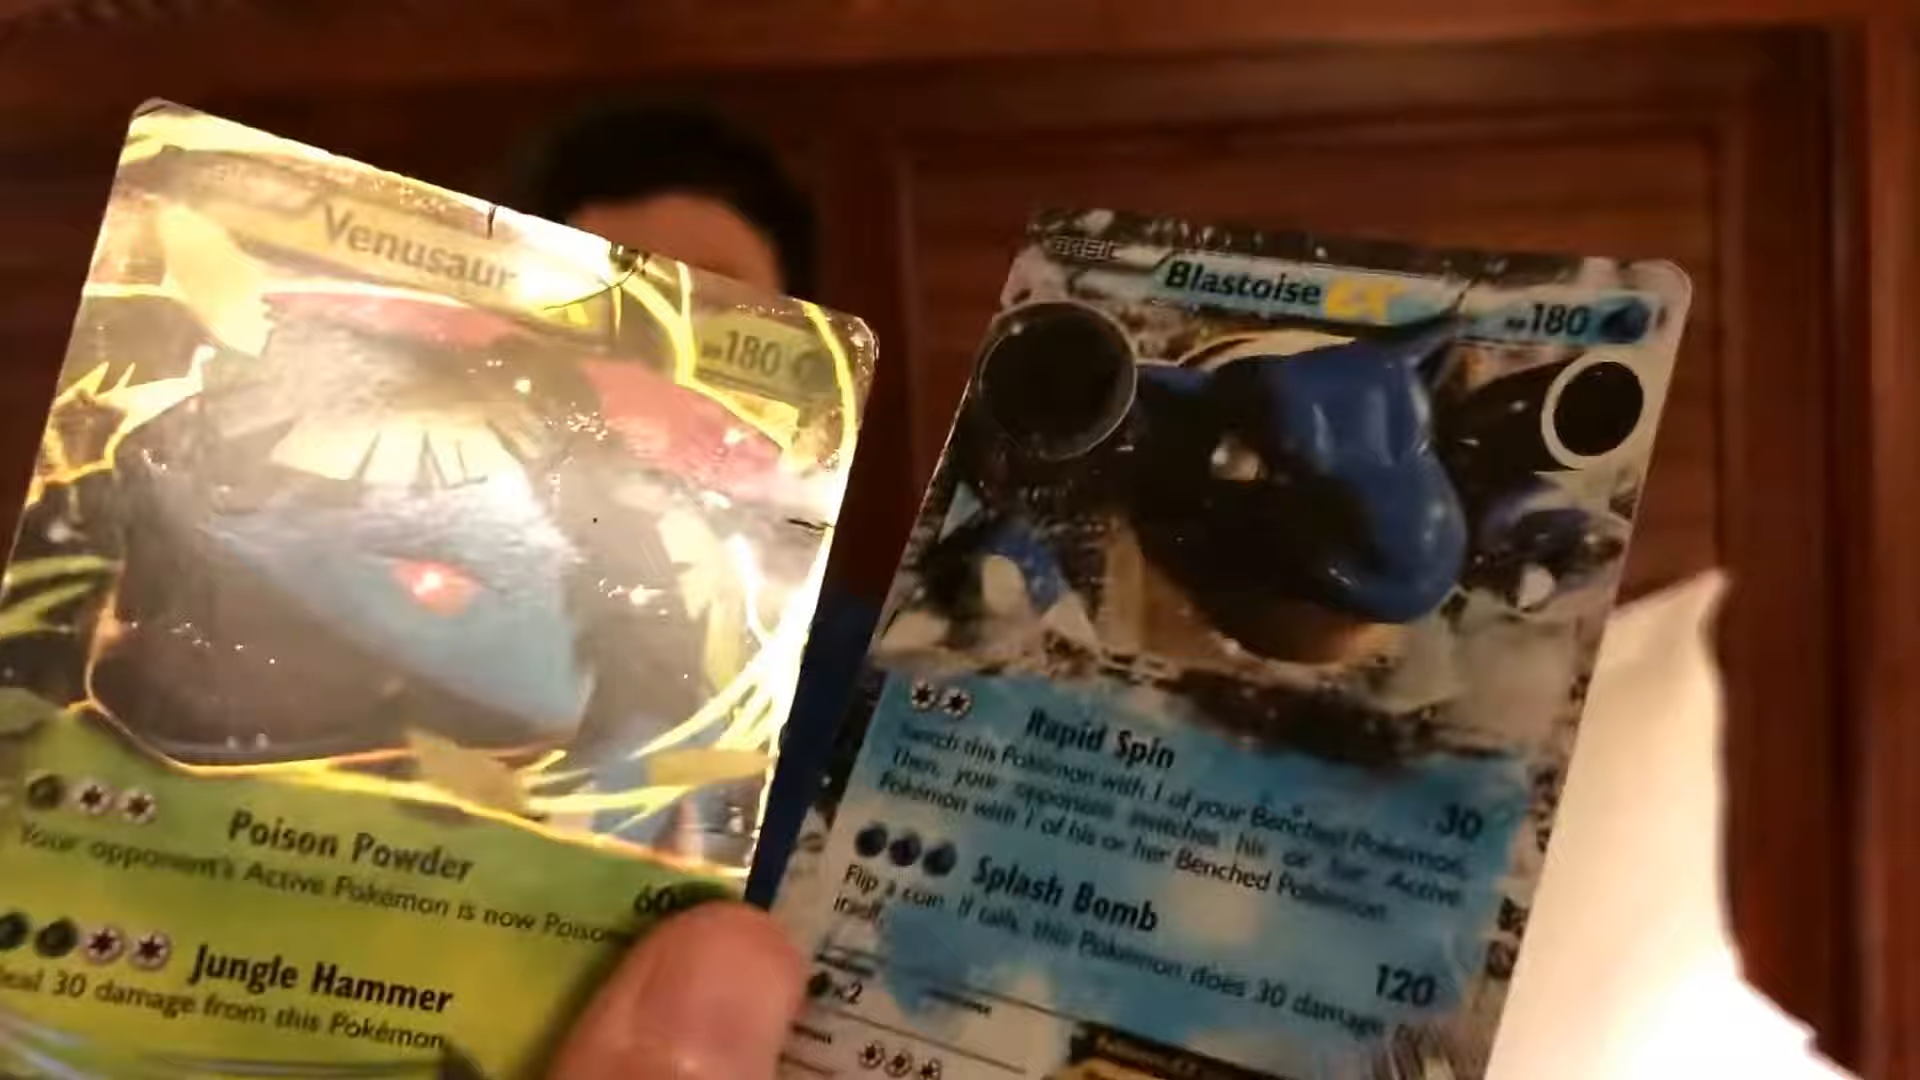 Venusaur
180
Poison Powder
60
Your opponent's Active Pokémon is now
Jungle Hammer
eal 30 damage from this Pokémon.
BASIC
Blastoise EX
HP180
Rapid Spin
30
Switch this Pokémon with 1 of your Benched Pokémon.
Then, your opponent switches his or her Active
Pokémon with 1 of his or her Benched Pokémon.
Splash Bomb
120
Flip a coin. If tails, this Pokémon does 30 damage to
itself.
×2